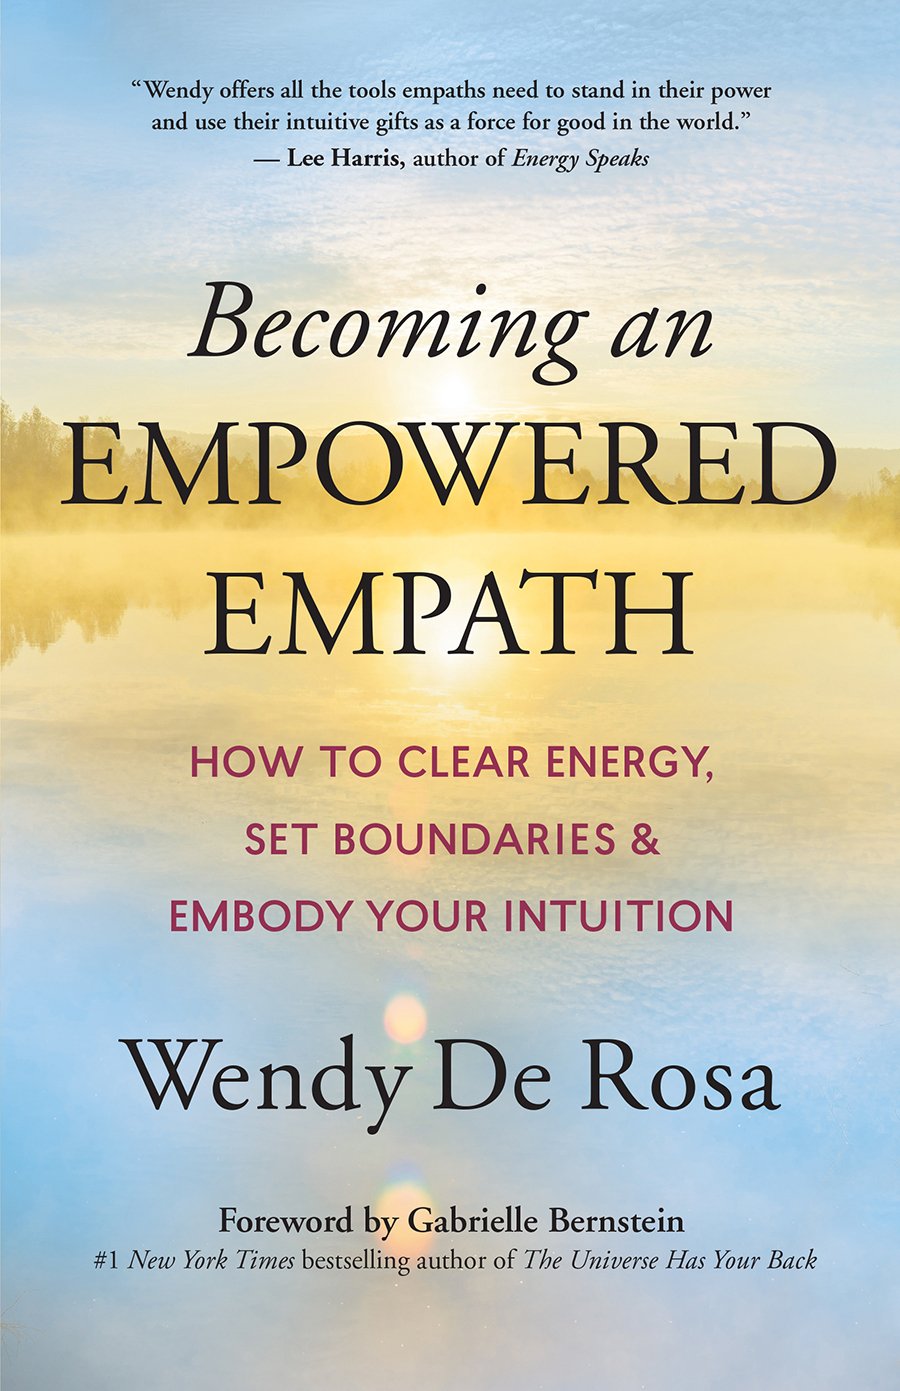 “Wendy offers all the tools empaths need to stand in their power
and use their intuitive gifts as a force for good in the world.”
— Lee Harris, author of Energy Speaks
Becoming an
EMPOWERED
EMPATH
HOW TO CLEAR ENERGY,
SET BOUNDARIES &
EMBODY YOUR INTUITION
Wendy De Rosa
Foreword by Gabrielle Bernstein
#1 New York Times bestselling author of The Universe Has Your Back